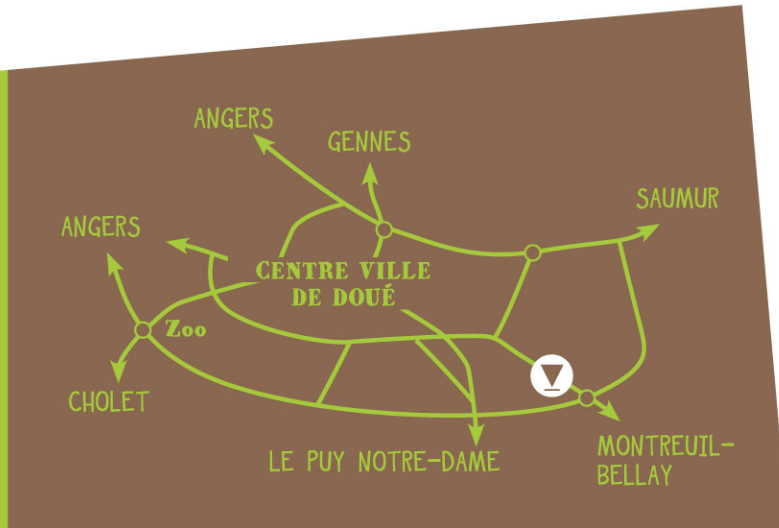 ANGERS
GENNES
SAUMUR
ANGERS
CENTRE VILLE
DE DOUÉ
Zoo
CHOLET
LE PUY NOTRE-DAME
MONTREUIL-
BELLAY